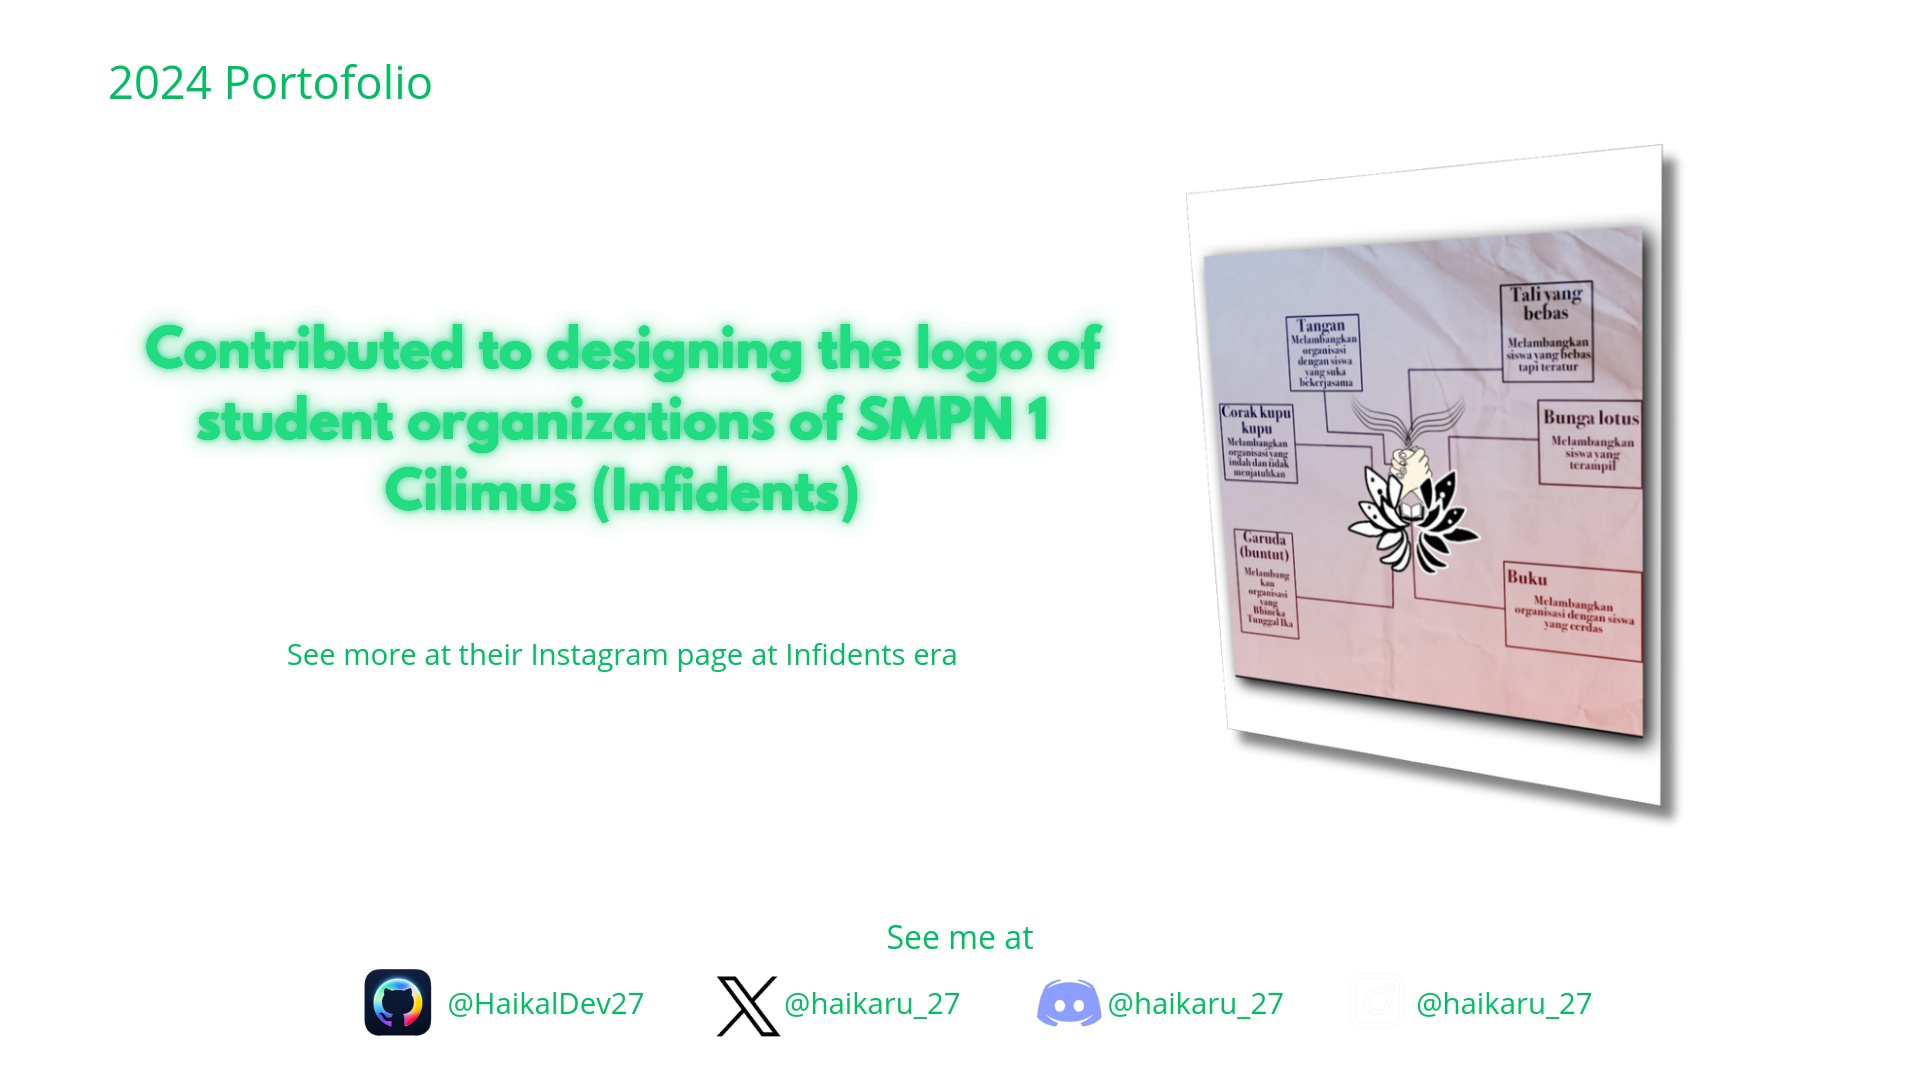 2024 Portofolio
Contributed to designing the logo of
student organizations of SMPN 1
Cilimus (Infidents)
See more at their Instagram page at Infidents era
Tangan
Melambangkan
organisasi
dengan siswa
yang suka
bekerjasama
Tali yang
bebas
Melambangkan
siswa yang bebas
tapi teratur
Corak kupu
kupu
Melambangkan
organisasi yang
indah dan tidak
menjatuhkan
Bunga lotus
Melambangkan
siswa yang
terampil
Garuda
(buntut)
Melambang
kan
organisasi
yang
Bhineka
Tunggal Ika
Buku
Melambangkan
organisasi dengan siswa
yang cerdas
See me at
@HaikalDev27
@haikaru_27
@haikaru_27
@haikaru_27